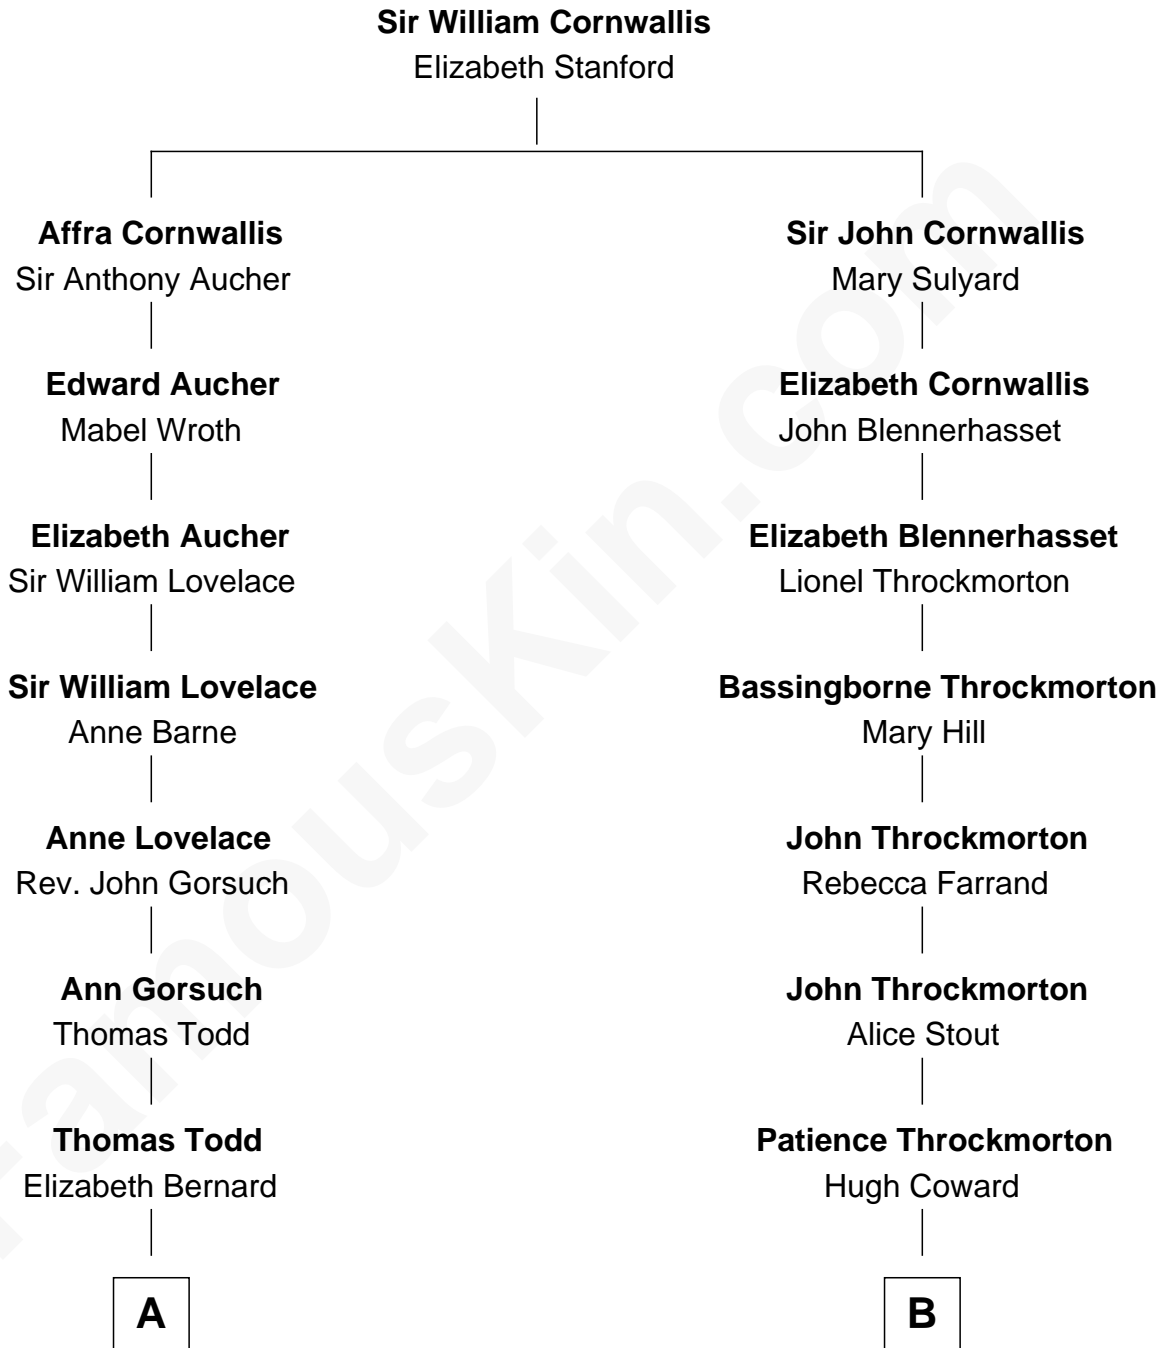 Sir William Cornwallis
Elizabeth Stanford
Affra Cornwallis
Sir Anthony Aucher
Sir John Cornwallis
Mary Sulyard
Edward Aucher
Mabel Wroth
Elizabeth Cornwallis
John Blennerhasset
Elizabeth Aucher
Sir William Lovelace
Elizabeth Blennerhasset
Lionel Throckmorton
Sir William Lovelace
Anne Barne
Bassingborne Throckmorton
Mary Hill
Anne Lovelace
Rev. John Gorsuch
John Throckmorton
Rebecca Farrand
Ann Gorsuch
Thomas Todd
John Throckmorton
Alice Stout
Thomas Todd
Elizabeth Bernard
Patience Throckmorton
Hugh Coward
A
B
FamousKin.com